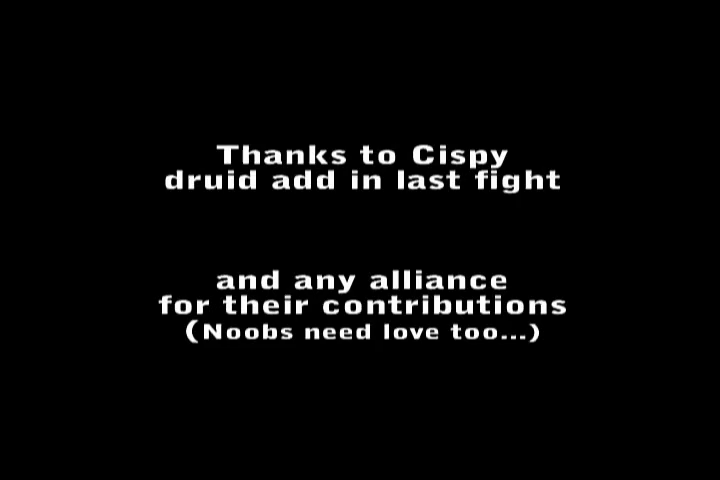 Thanks to Cispy
druid add in last fight
and any alliance
for their contributions
(Noobs need love too...)